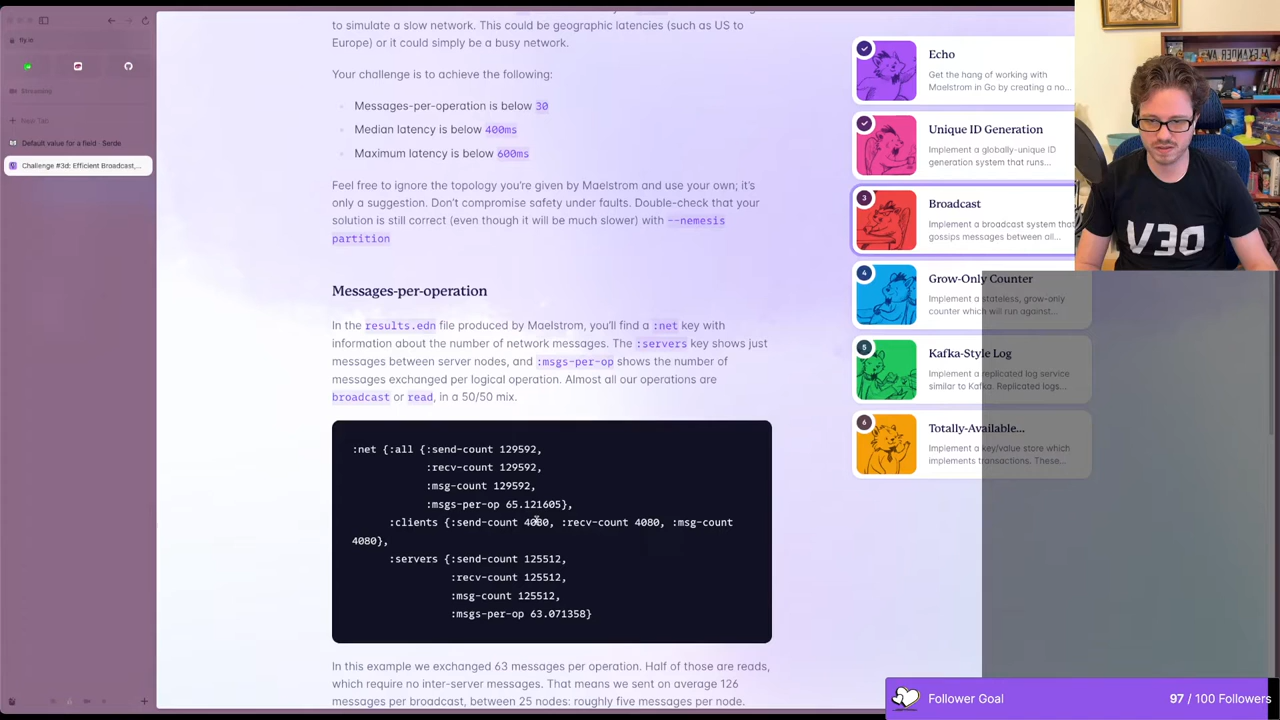 fly.io
Streaming
New Tab
Default value for a field · Serde
Challenge #3d: Efficient Broadcast,...
to simulate a slow network. This could be geographic latencies (such as US to
Europe) or it could simply be a busy network.
Your challenge is to achieve the following:
Messages-per-operation is below 30
Median latency is below 400ms
Maximum latency is below 600ms
Feel free to ignore the topology you're given by Maelstrom and use your own; it's
only a suggestion. Don't compromise safety under faults. Double-check that your
solution is still correct (even though it will be much slower) with --nemesis
partition
Messages-per-operation
In the results.edn file produced by Maelstrom, you'll find a :net key with
information about the number of network messages. The :servers key shows just
messages between server nodes, and :msgs-per-op shows the number of
messages exchanged per logical operation. Almost all our operations are
broadcast or read, in a 50/50 mix.
:net {:all {:send-count 129592,
:recv-count 129592,
:msg-count 129592,
:msgs-per-op 65.121605},
:clients {:send-count 4080, :recv-count 4080, :msg-count
4080},
:servers {:send-count 125512,
:recv-count 125512,
:msg-count 125512,
:msgs-per-op 63.071358}
In this example we exchanged 63 messages per operation. Half of those are reads,
which require no inter-server messages. That means we sent on average 126
messages per broadcast, between 25 nodes: roughly five messages per node.
Echo
Get the hang of working with
Maelstrom in Go by creating a no...
Unique ID Generation
Implement a globally-unique ID
generation system that runs...
3
Broadcast
Implement a broadcast system that
gossips messages between all...
4
Grow-Only Counter
Implement a stateless, grow-only
counter which will run against...
5
Kafka-Style Log
Implement a replicated log service
similar to Kafka. Replicated logs...
6
Totally-Available...
Implement a key/value store which
implements transactions. These...
V30
Follower Goal
97 / 100 Followers